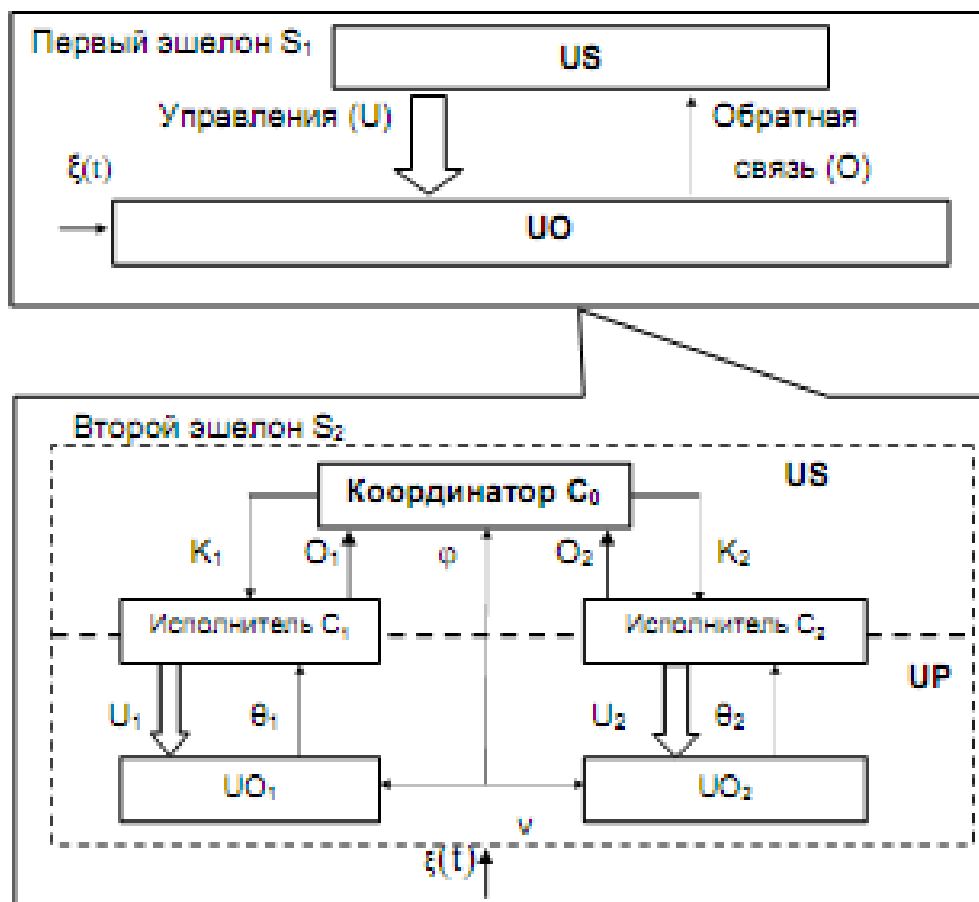 Первый эшелон S₁
US
Управления (U)
Обратная
связь (O)
ξ(t)
UO
Второй эшелон S₂
US
Координатор C₀
K₁
O₁
φ
O₂
K₂
Исполнитель C₁
Исполнитель C₂
UP
U₁
θ₁
U₂
θ₂
UO₁
UO₂
ν
ξ(t)